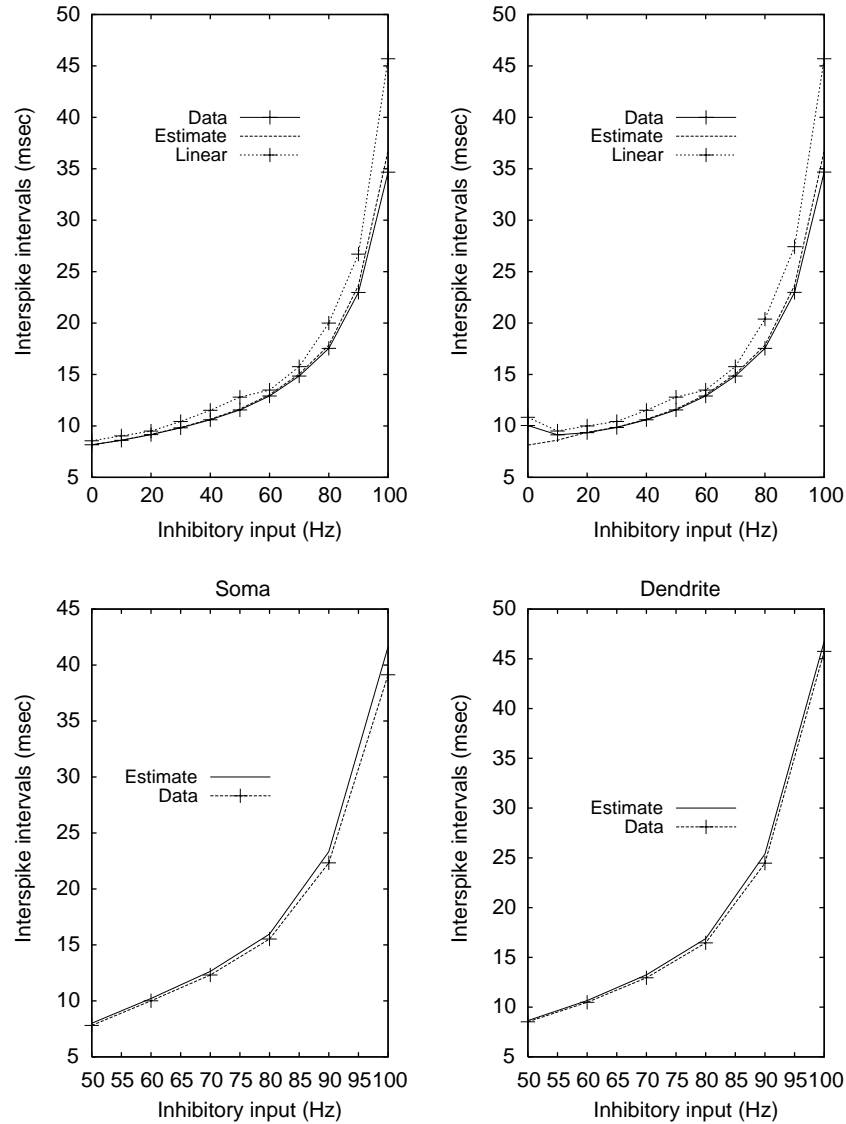 50
45
40
35
30
25
20
15
10
5
0 20 40 60 80 100
Interspike intervals (msec)
Inhibitory input (Hz)
Data
Estimate
Linear
50
45
40
35
30
25
20
15
10
5
0 20 40 60 80 100
Interspike intervals (msec)
Inhibitory input (Hz)
Data
Estimate
Linear
Soma
45
40
35
30
25
20
15
10
5
50 55 60 65 70 75 80 85 90 95 100
Interspike intervals (msec)
Inhibitory input (Hz)
Estimate
Data
Dendrite
50
45
40
35
30
25
20
15
10
5
50 55 60 65 70 75 80 85 90 95 100
Interspike intervals (msec)
Inhibitory input (Hz)
Estimate
Data